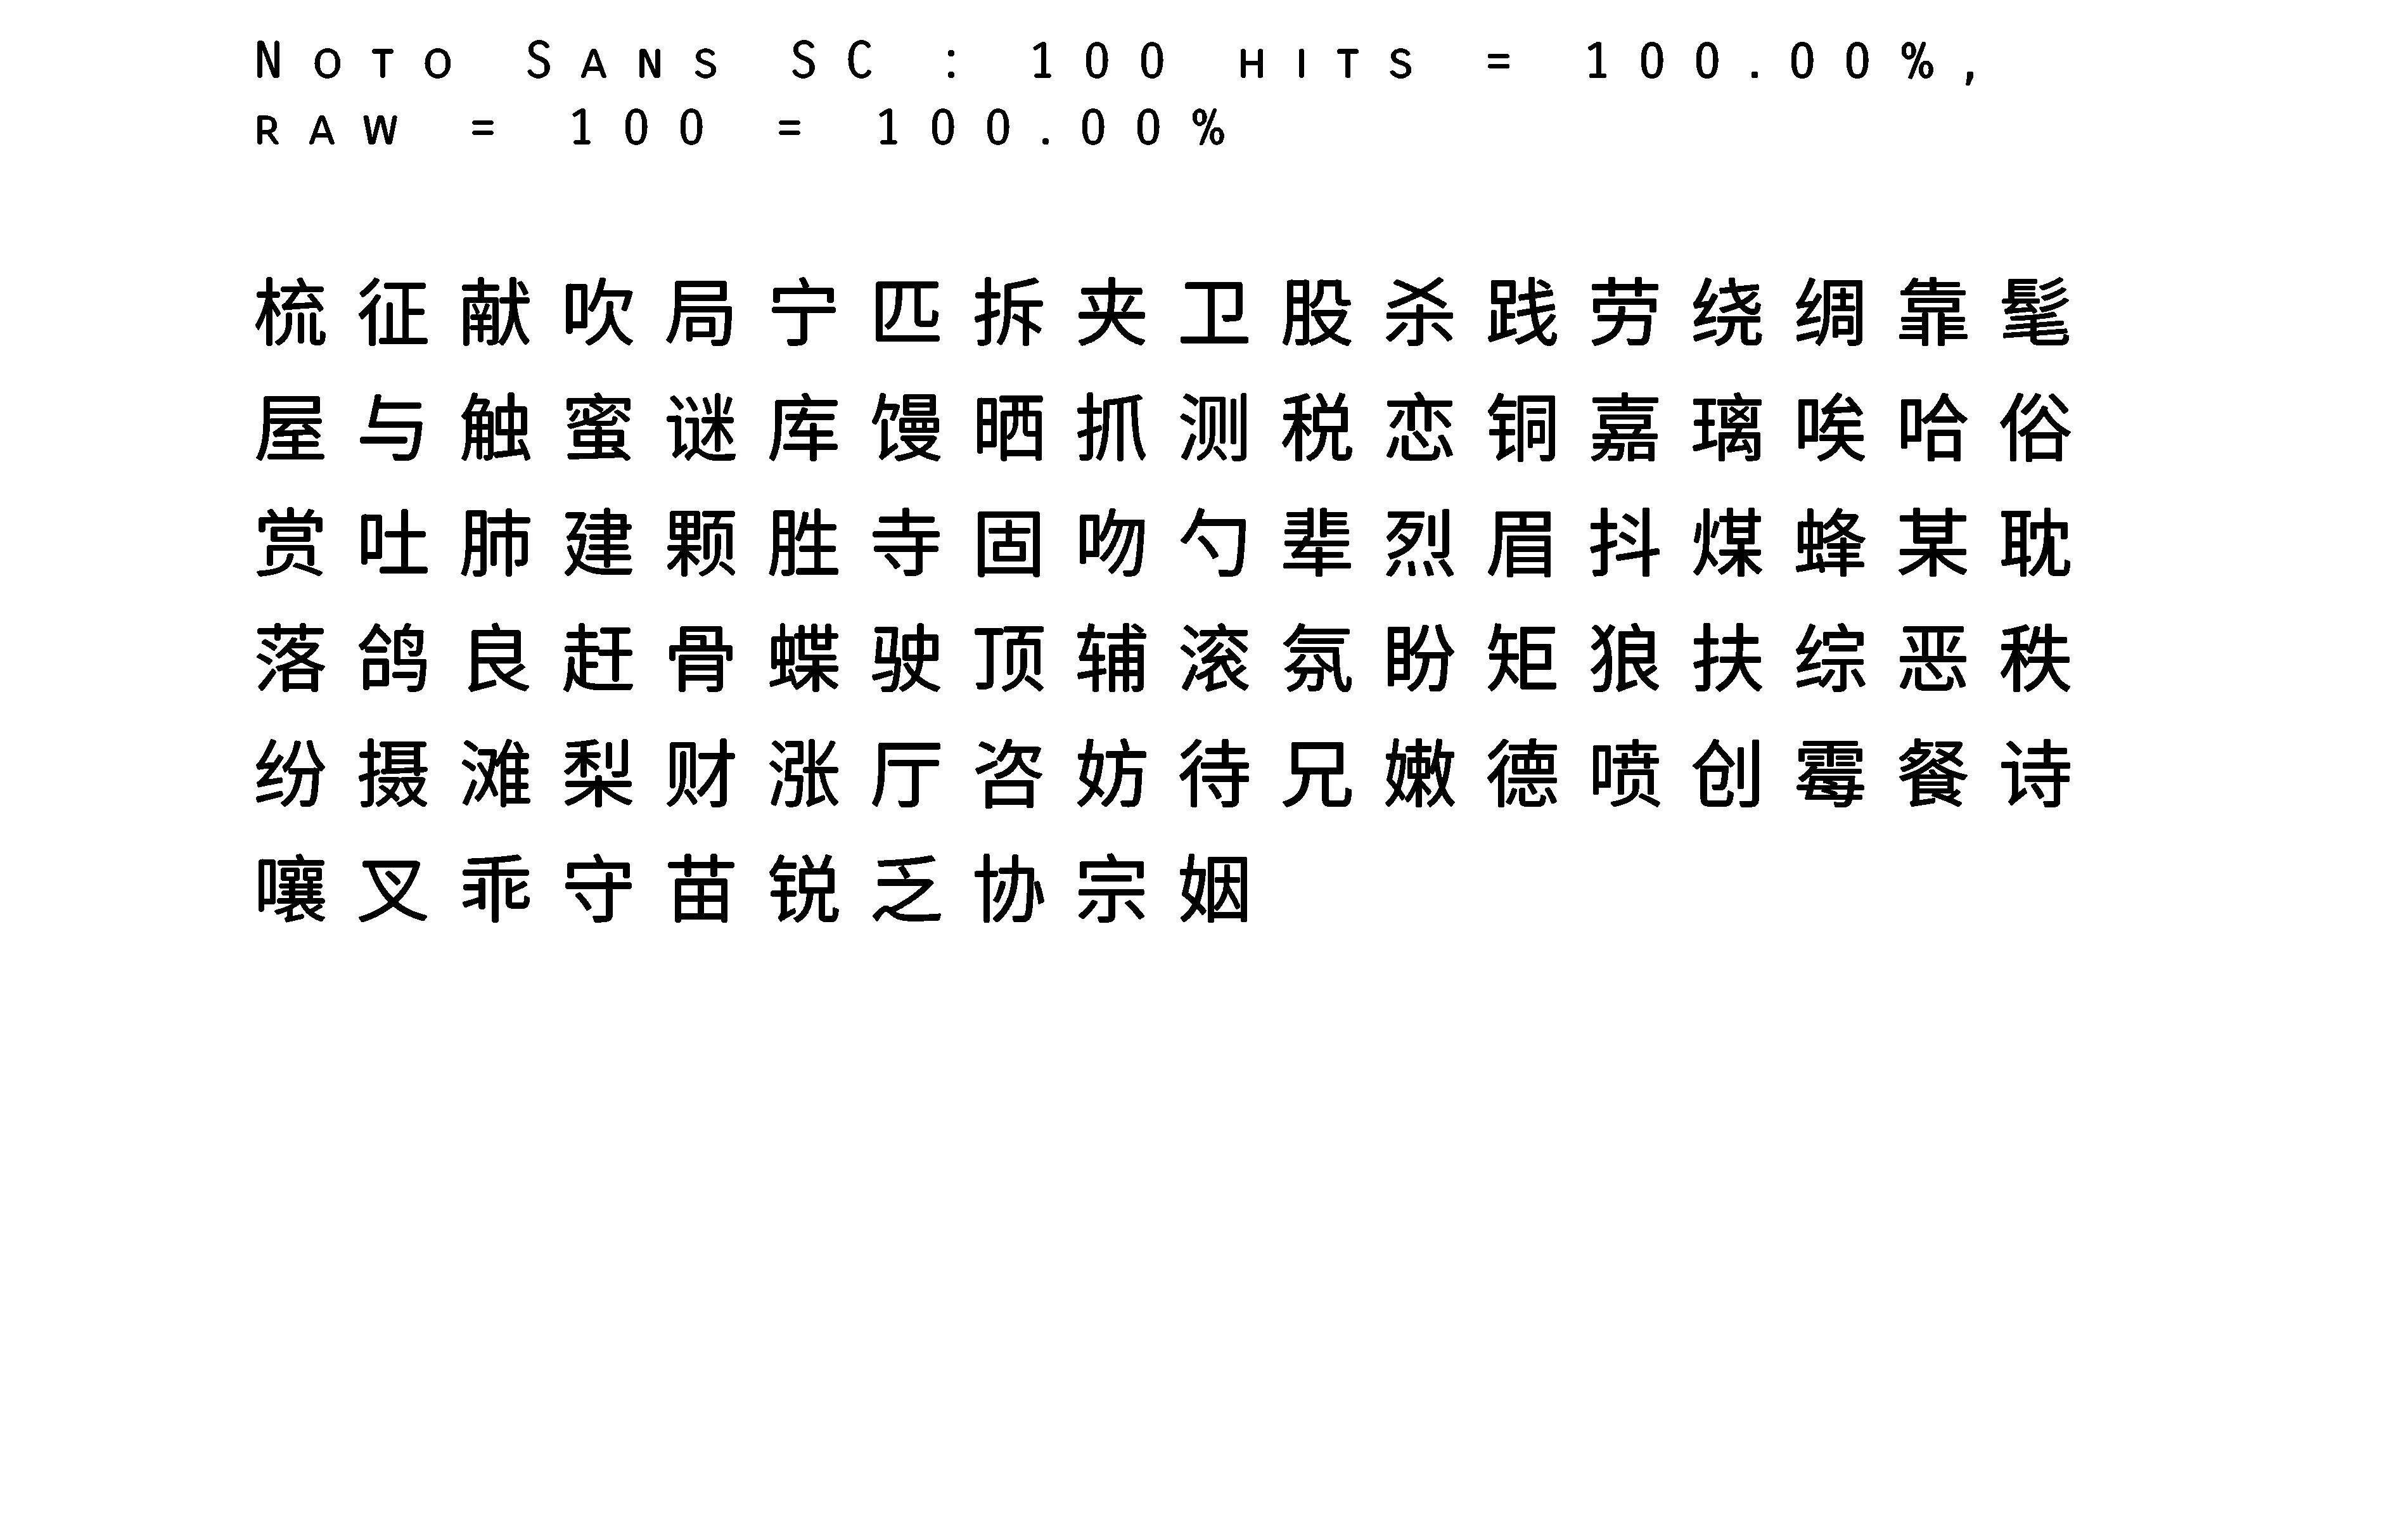 Noto Sans SC : 100 hits = 100.00%,
raw = 100 = 100.00%
梳征献吹局宁匹拆夹卫股杀践劳绕绸靠髦
屋与触蜜谜库馒晒抓测税恋铜嘉璃唉哈俗
赏吐肺建颗胜寺固吻勺辈烈眉抖煤蜂某耽
落鸽良赶骨蝶驶顶辅滚氛盼矩狼扶综恶秩
纷摄滩梨财涨厅咨妨待兄嫩德喷创霉餐诗
嚷叉乖守苗锐乏协宗姻